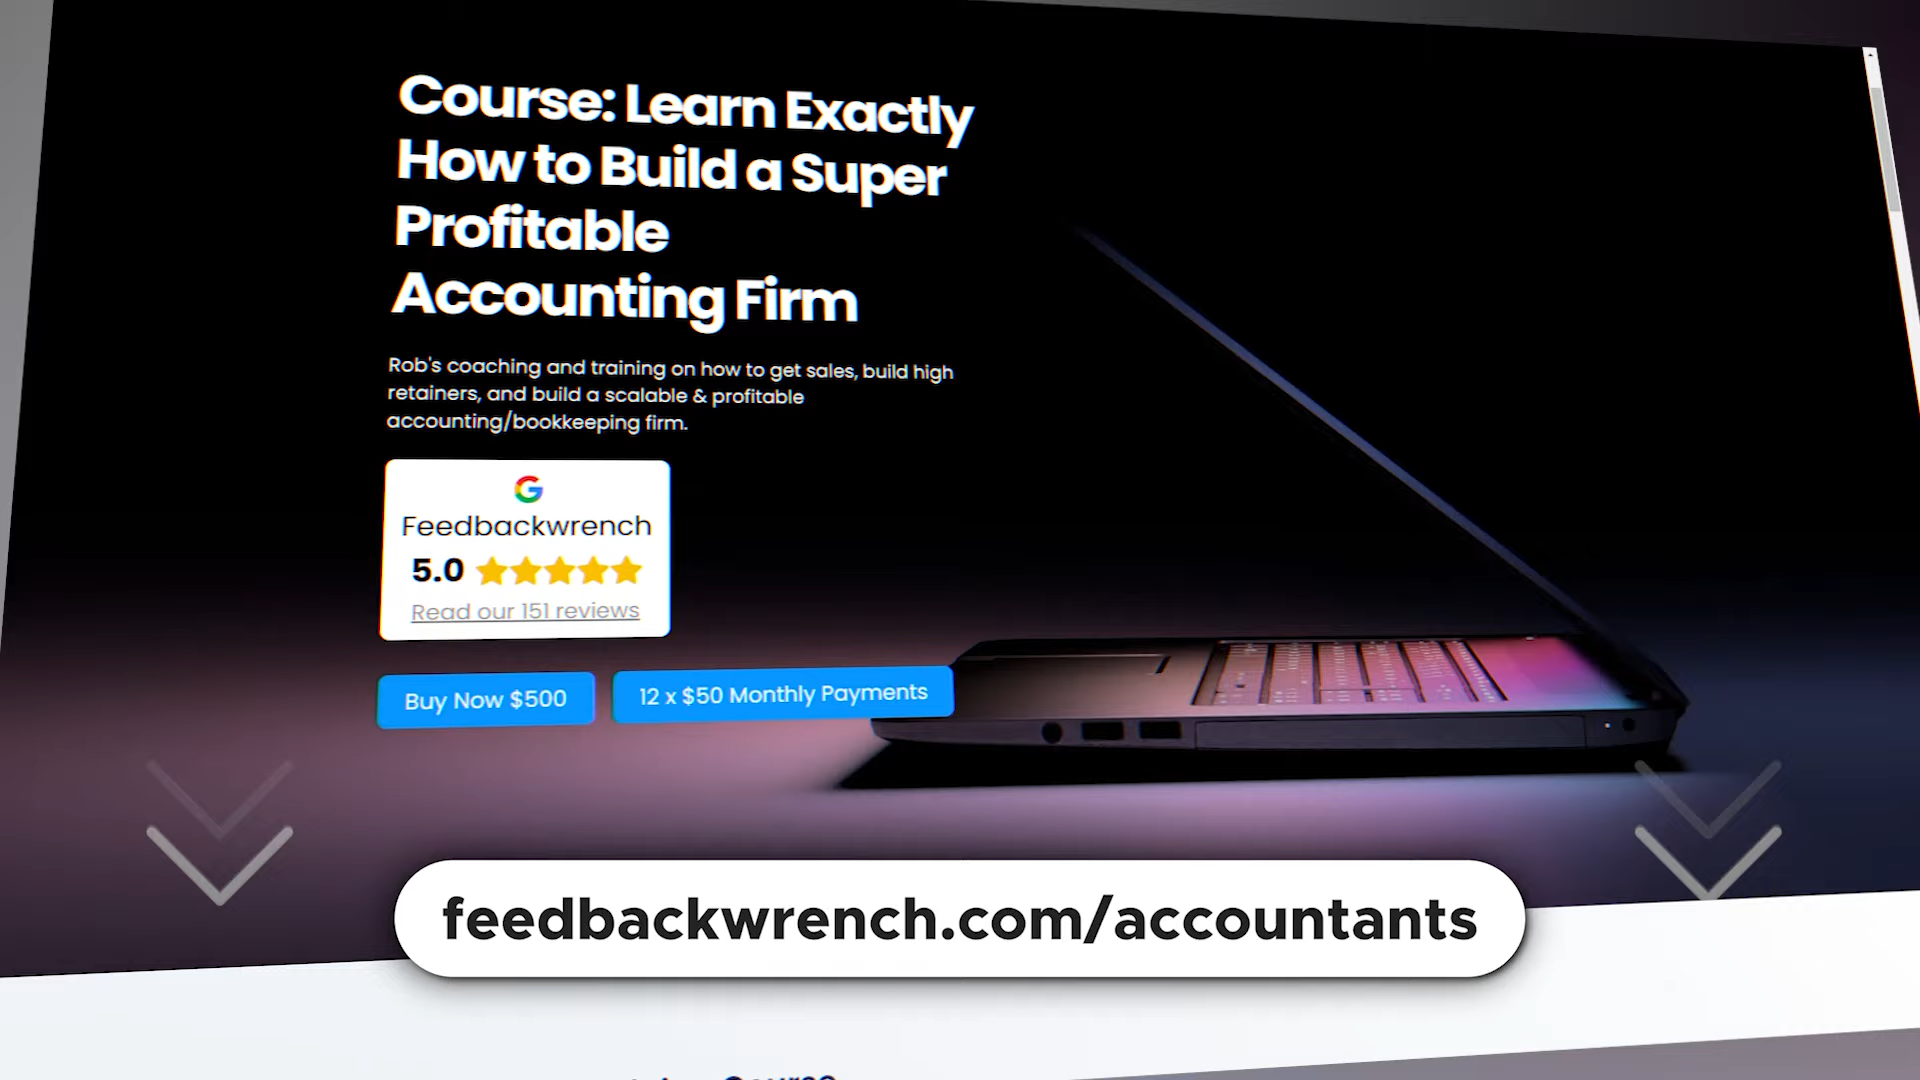 Course: Learn Exactly
How to Build a Super
Profitable
Accounting Firm
Rob's coaching and training on how to get sales, build high
retainers, and build a scalable & profitable
accounting/bookkeeping firm.
Feedbackwrench
5.0
Read our 151 reviews
Buy Now $500
12 x $50 Monthly Payments
feedbackwrench.com/accountants